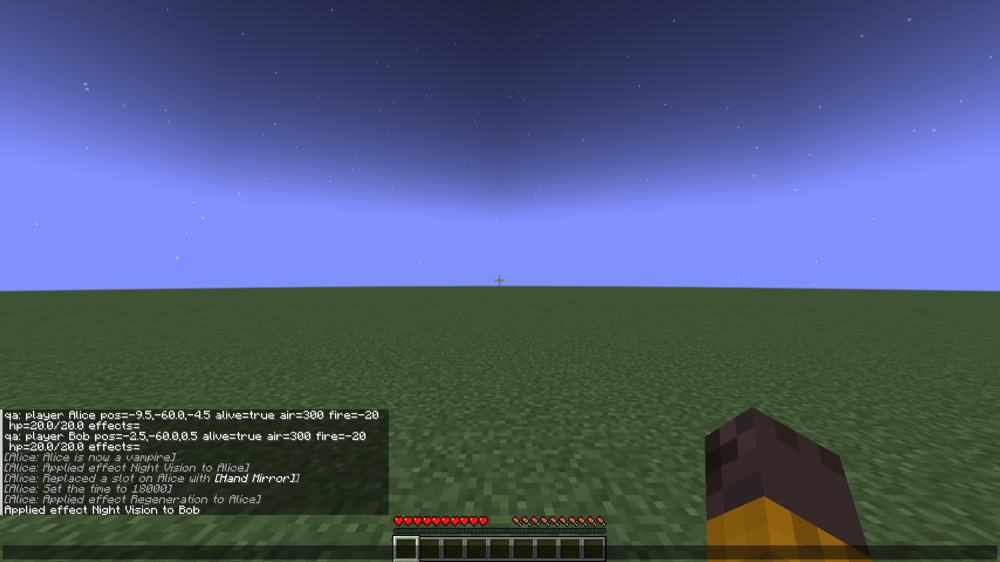 qa: player Alice pos=-9.5,-60.0,-4.5 alive=true air=300 fire=-20
hp=20.0/20.0 effects=
qa: player Bob pos=-2.5,-60.0,0.5 alive=true air=300 fire=-20
hp=20.0/20.0 effects=
[Alice: Alice is now a vampire]
[Alice: Applied effect Night Vision to Alice]
[Alice: Replaced a slot on Alice with [Hand Mirror]]
[Alice: Set the time to 18000]
[Alice: Applied effect Regeneration to Alice]
Applied effect Night Vision to Bob